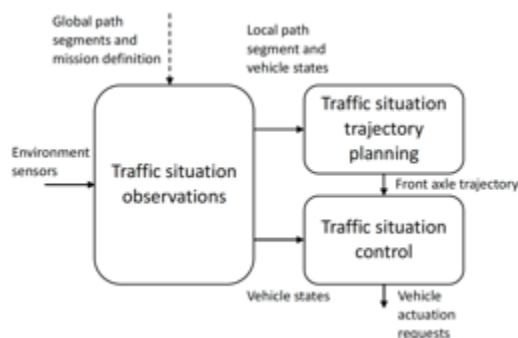 Global path
segments and
mission definition
Local path
segment and
vehicle states
Environment
sensors
Traffic situation
observations
Traffic situation
trajectory
planning
Front axle trajectory
Traffic situation
control
Vehicle states
Vehicle
actuation
requests